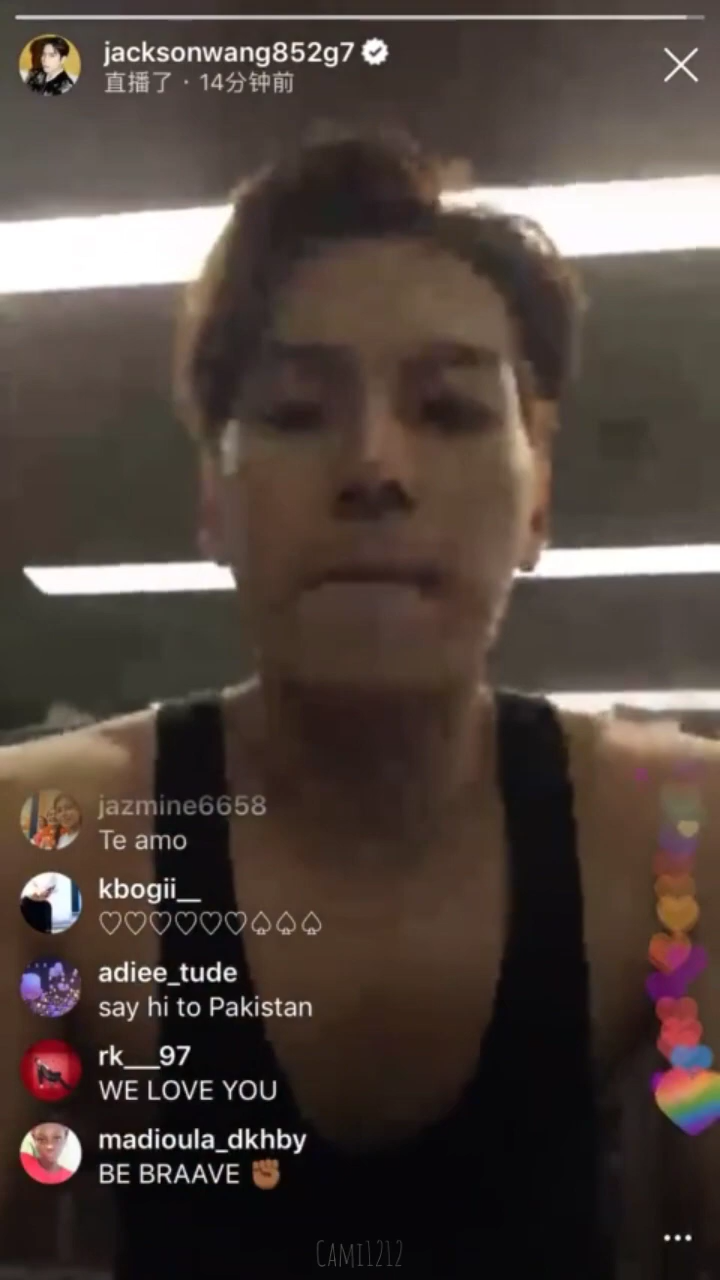 jacksonwang852g7
直播了 · 14分钟前
jazmine6658
Te amo
kbogii__
♡♡♡♡♡♡♤♤♤
adiee_tude
say hi to Pakistan
rk___97
WE LOVE YOU
madioula_dkhby
BE BRAAVE ✊🏾
CAMI1212